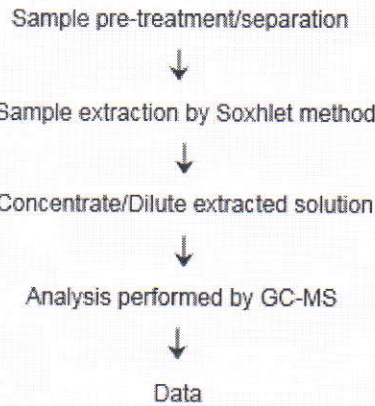 Sample pre-treatment/separation
Sample extraction by Soxhlet method
Concentrate/Dilute extracted solution
Analysis performed by GC-MS
Data